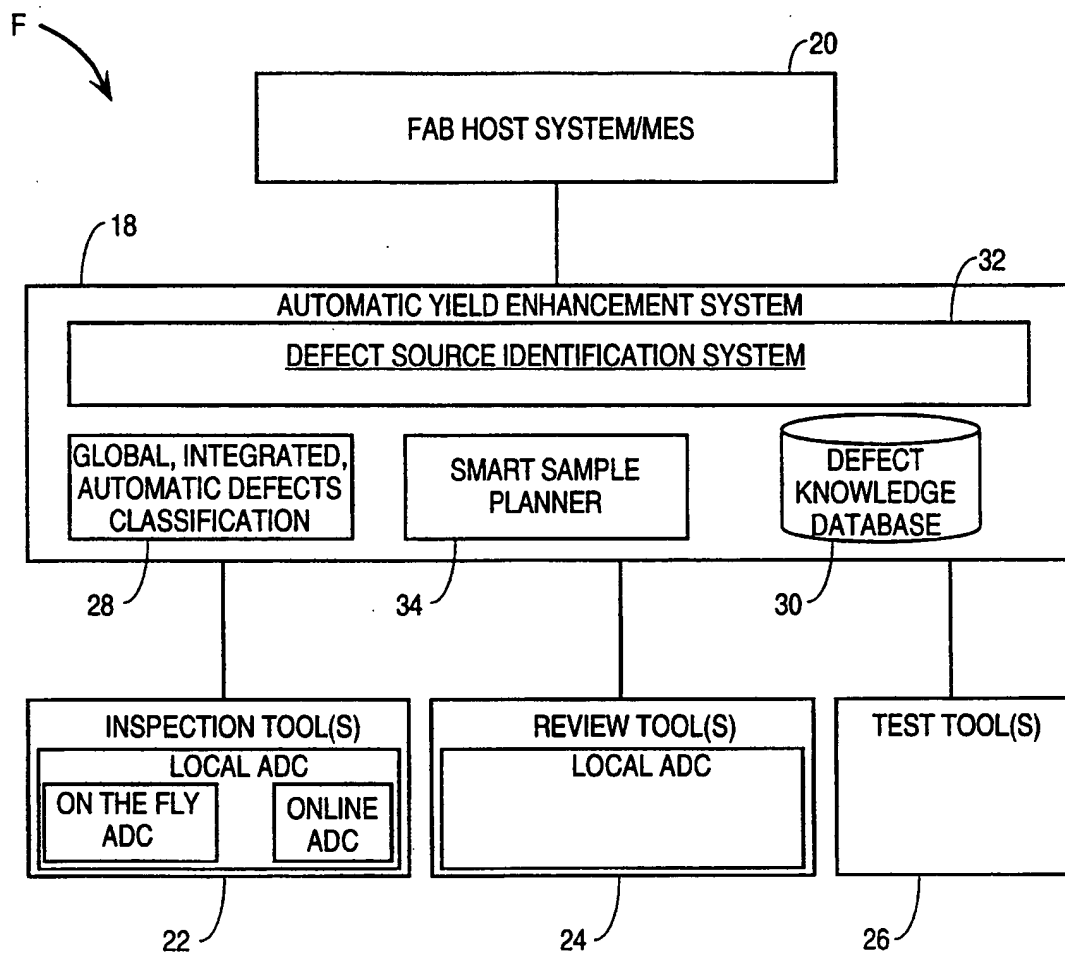 F
20
FAB HOST SYSTEM/MES
18
32
AUTOMATIC YIELD ENHANCEMENT SYSTEM
DEFECT SOURCE IDENTIFICATION SYSTEM
GLOBAL, INTEGRATED,
AUTOMATIC DEFECTS
CLASSIFICATION
SMART SAMPLE
PLANNER
DEFECT
KNOWLEDGE
DATABASE
28
34
30
INSPECTION TOOL(S)
LOCAL ADC
ON THE FLY
ADC
ONLINE
ADC
REVIEW TOOL(S)
LOCAL ADC
TEST TOOL(S)
22
24
26